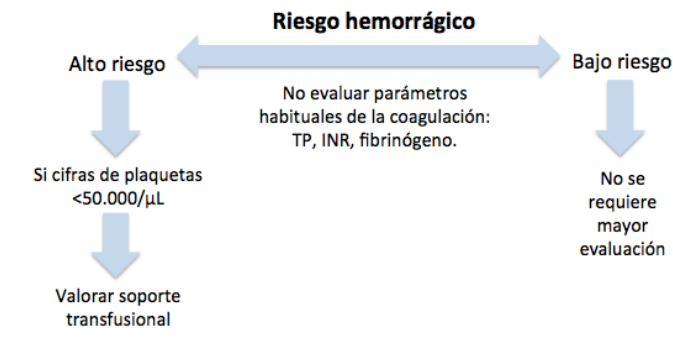 Riesgo hemorrágico
Alto riesgo
Bajo riesgo
No evaluar parámetros
habituales de la coagulación:
TP, INR, fibrinógeno.
Si cifras de plaquetas
<50.000/µL
No se
requiere
mayor
evaluación
Valorar soporte
transfusional